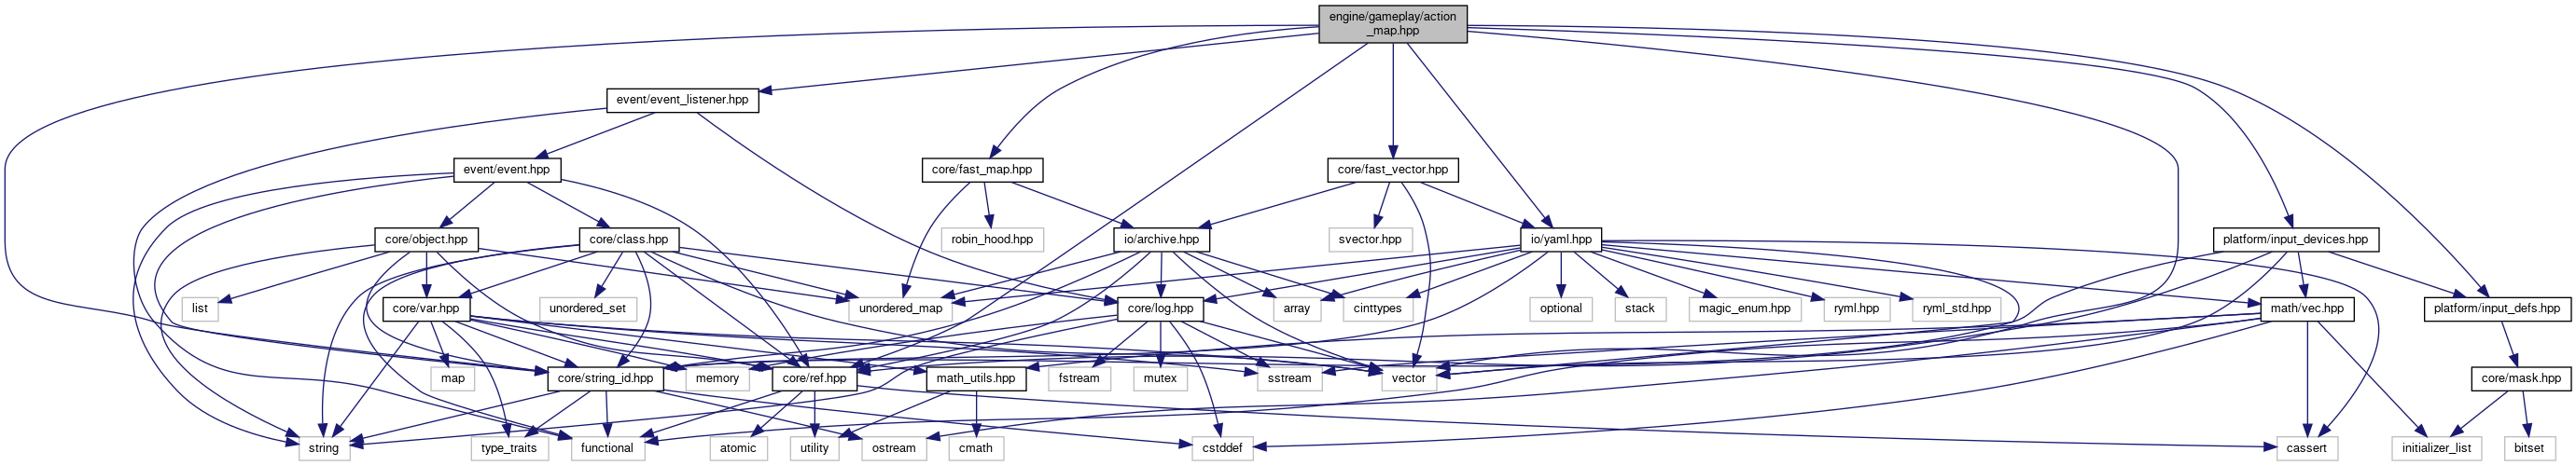 engine/gameplay/action
_map.hpp
event/event_listener.hpp
event/event.hpp
core/fast_map.hpp
core/fast_vector.hpp
core/object.hpp
core/class.hpp
robin_hood.hpp
io/archive.hpp
svector.hpp
io/yaml.hpp
platform/input_devices.hpp
list
core/var.hpp
unordered_set
unordered_map
core/log.hpp
array
cinttypes
optional
stack
magic_enum.hpp
ryml.hpp
ryml_std.hpp
math/vec.hpp
platform/input_defs.hpp
map
core/string_id.hpp
memory
core/ref.hpp
math_utils.hpp
fstream
mutex
sstream
vector
core/mask.hpp
string
type_traits
functional
atomic
utility
ostream
cmath
cstddef
cassert
initializer_list
bitset